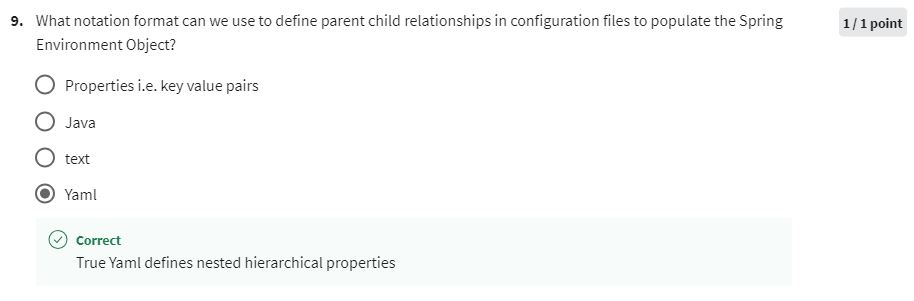 9. What notation format can we use to define parent child relationships in configuration files to populate the Spring
Environment Object?
1 / 1 point
Properties i.e. key value pairs
Java
text
Yaml
Correct
True Yaml defines nested hierarchical properties